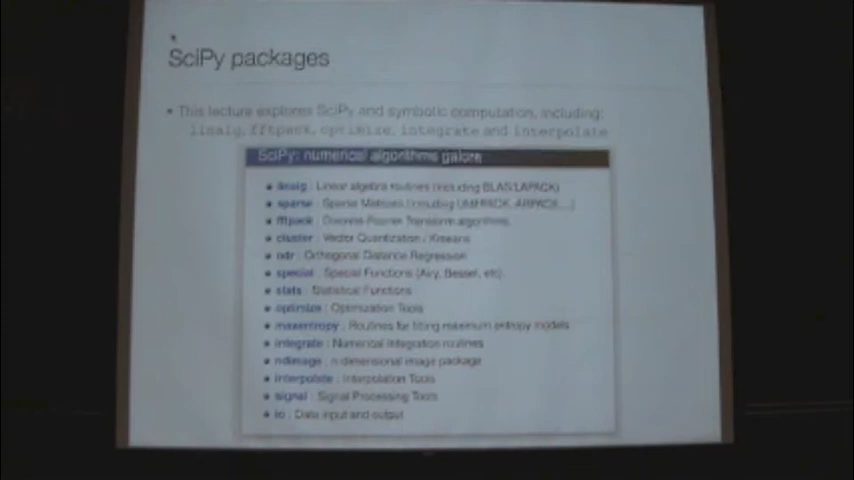 SciPy packages
• This lecture explores SciPy and symbolic computation, including:
linalg, fftpack, optimize, integrate and interpolate
SciPy: numerical algorithms galore
• linalg : Linear algebra routines (including BLAS/LAPACK)
• sparse : Sparse Matrices (including UMFPACK, ARPACK,...)
• fftpack : Discrete Fourier Transform algorithms
• cluster : Vector Quantization / Kmeans
• odr : Orthogonal Distance Regression
• special : Special Functions (Airy, Bessel, etc).
• stats : Statistical Functions
• optimize : Optimization Tools
• maxentropy : Routines for fitting maximum entropy models
• integrate : Numerical Integration routines
• ndimage : n-dimensional image package
• interpolate : Interpolation Tools
• signal : Signal Processing Tools
• io : Data input and output